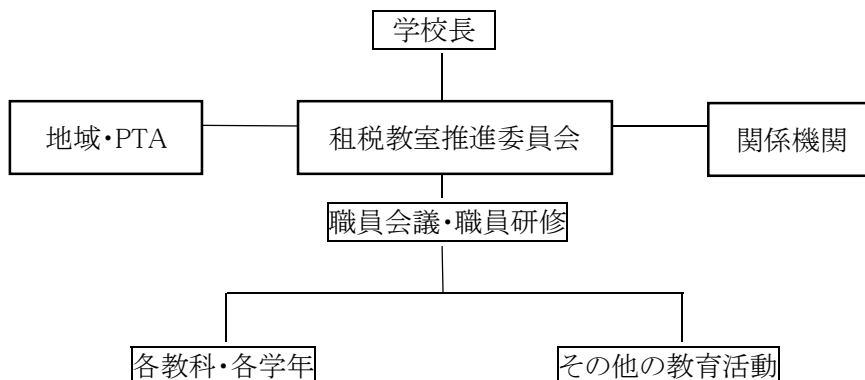 学校長
地域・PTA
租税教室推進委員会
関係機関
職員会議・職員研修
各教科・各学年
その他の教育活動